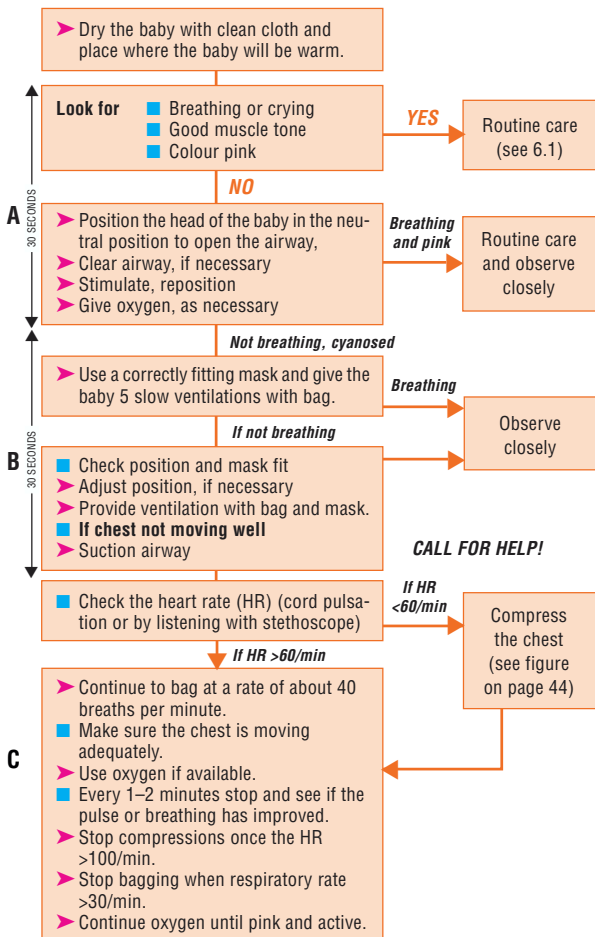 Dry the baby with clean cloth and
place where the baby will be warm.
Look for
Breathing or crying
Good muscle tone
Colour pink
YES
Routine care
(see 6.1)
NO
A
30 SECONDS
Position the head of the baby in the neu-
tral position to open the airway,
Clear airway, if necessary
Stimulate, reposition
Give oxygen, as necessary
Breathing
and pink
Routine care
and observe
closely
Not breathing, cyanosed
B
30 SECONDS
Use a correctly fitting mask and give the
baby 5 slow ventilations with bag.
Breathing
Observe
closely
If not breathing
Check position and mask fit
Adjust position, if necessary
Provide ventilation with bag and mask.
If chest not moving well
Suction airway
CALL FOR HELP!
Check the heart rate (HR) (cord pulsa-
tion or by listening with stethoscope)
If HR
<60/min
Compress
the chest
(see figure
on page 44)
If HR >60/min
C
Continue to bag at a rate of about 40
breaths per minute.
Make sure the chest is moving
adequately.
Use oxygen if available.
Every 1–2 minutes stop and see if the
pulse or breathing has improved.
Stop compressions once the HR
>100/min.
Stop bagging when respiratory rate
>30/min.
Continue oxygen until pink and active.